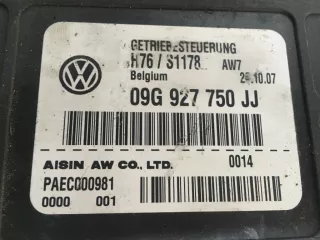 GETRIEBESTEUERUNG
H76 / S1178 AW7
Belgium 26.10.07
09G 927 750 JJ
AISIN AW CO., LTD. 0014
PAEC000981
0000 001